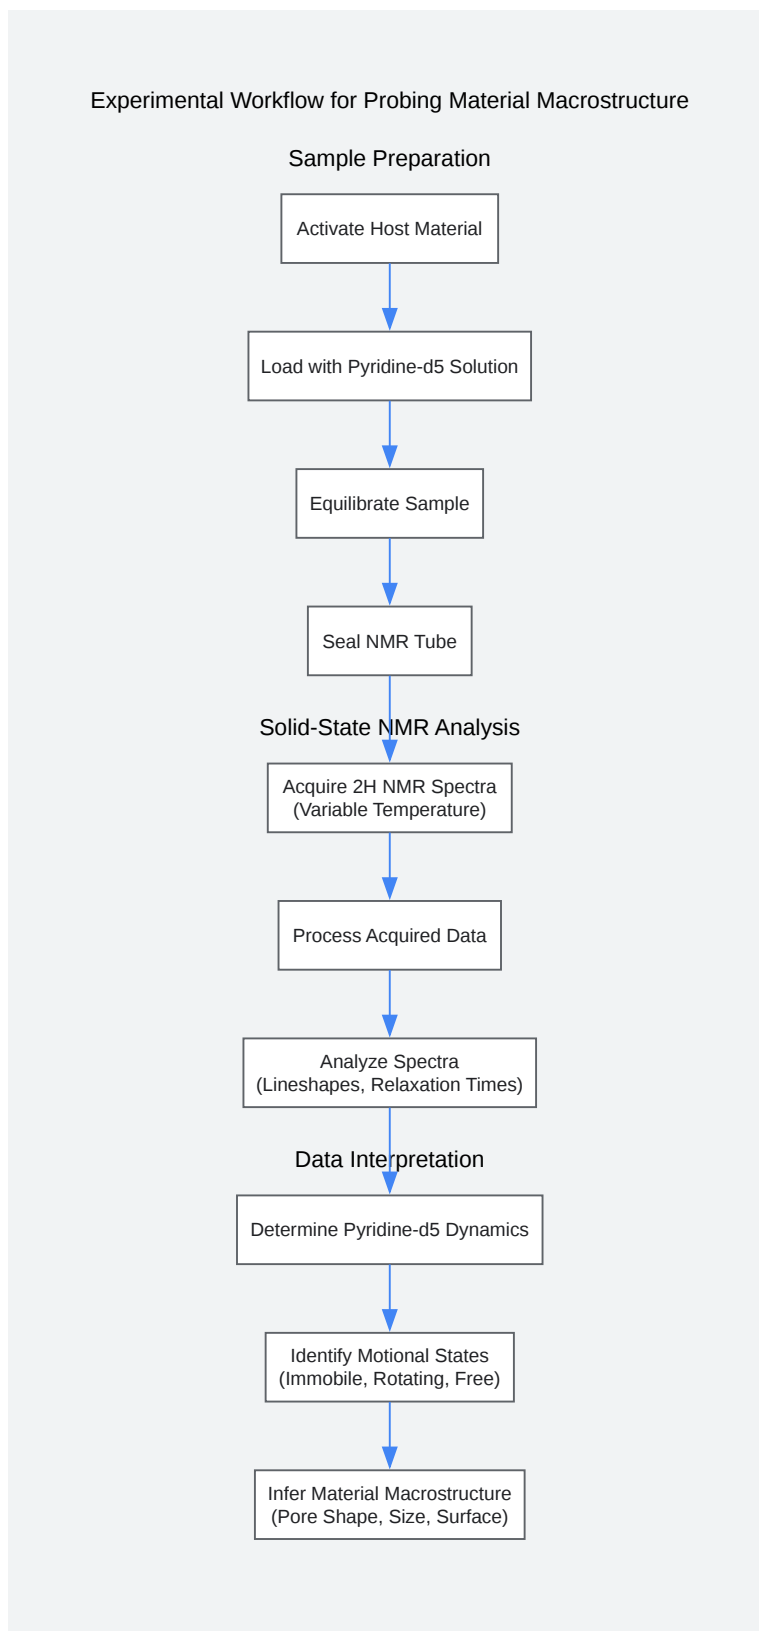 Experimental Workflow for Probing Material Macrostructure
Sample Preparation
Activate Host Material
Load with Pyridine-d5 Solution
Equilibrate Sample
Seal NMR Tube
Solid-State NMR Analysis
Acquire 2H NMR Spectra
(Variable Temperature)
Process Acquired Data
Analyze Spectra
(Lineshapes, Relaxation Times)
Data Interpretation
Determine Pyridine-d5 Dynamics
Identify Motional States
(Immobile, Rotating, Free)
Infer Material Macrostructure
(Pore Shape, Size, Surface)